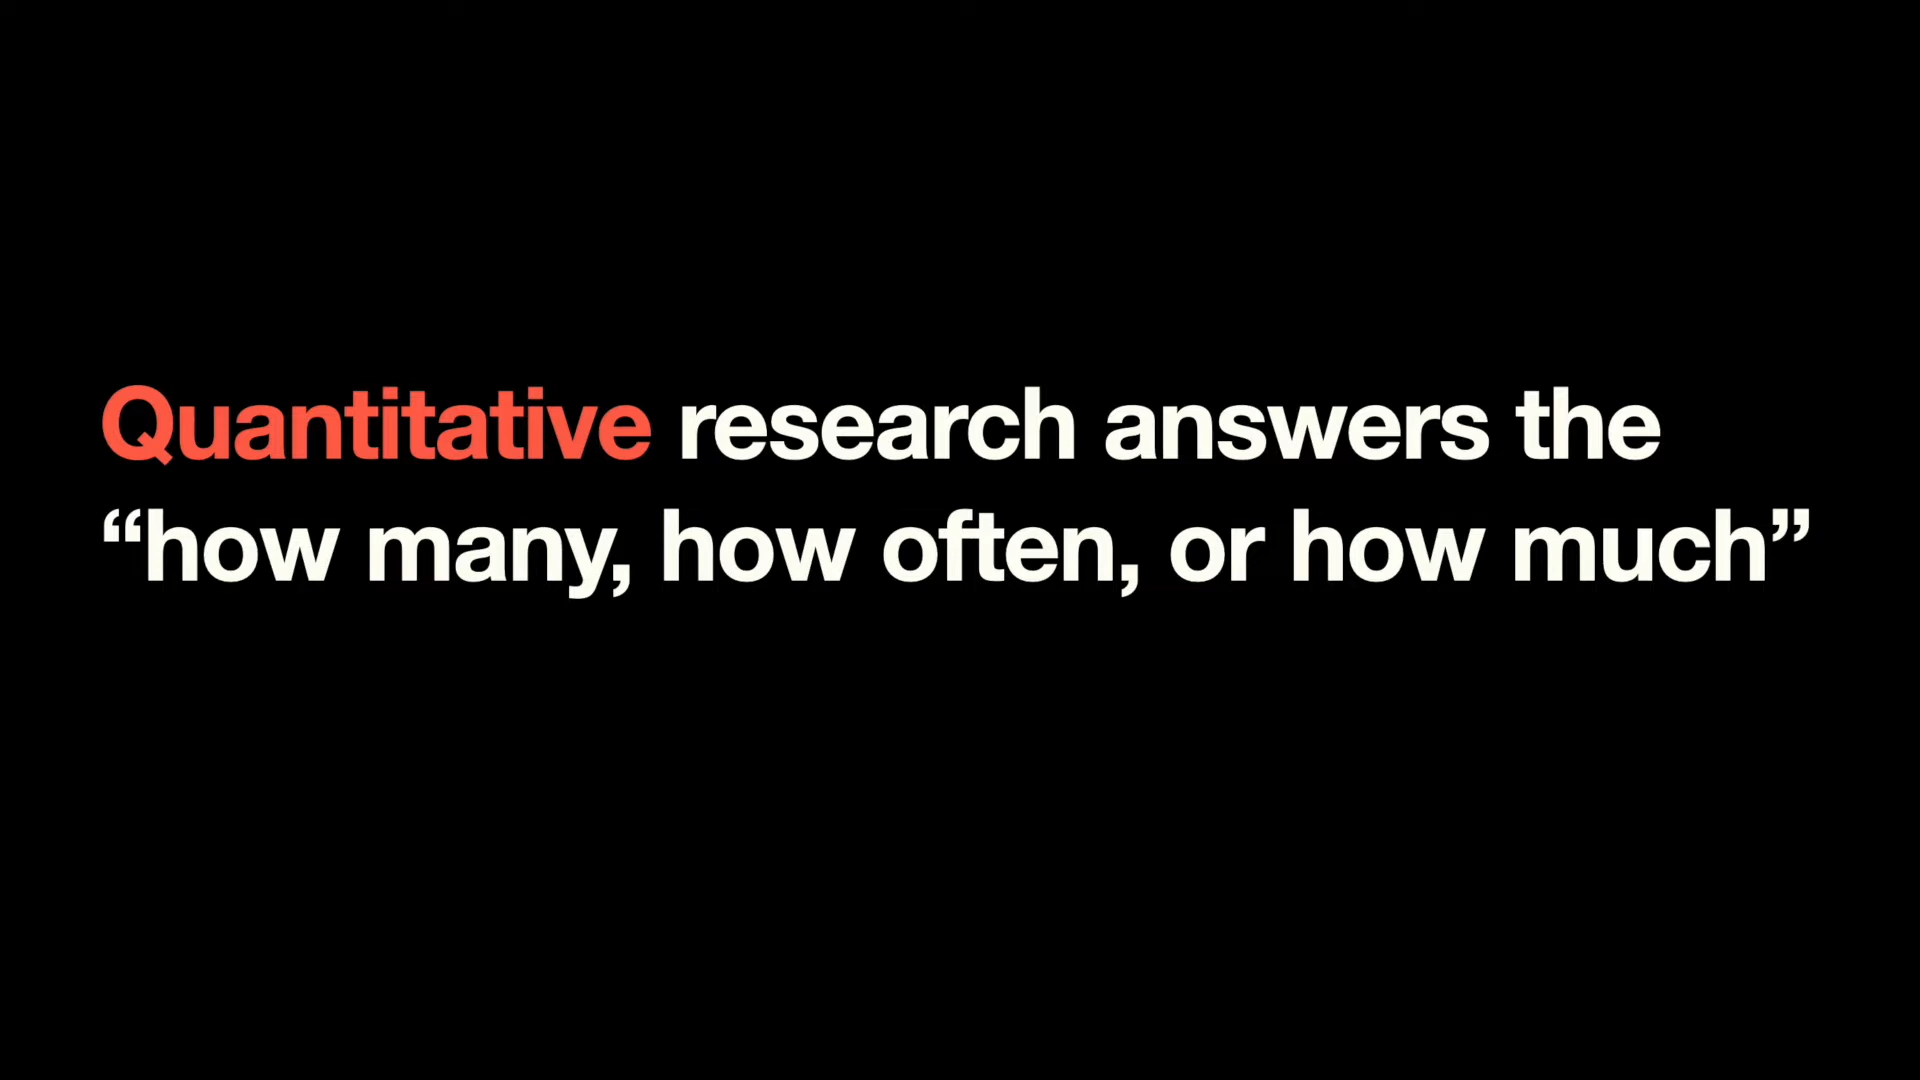 Quantitative research answers the
“how many, how often, or how much”